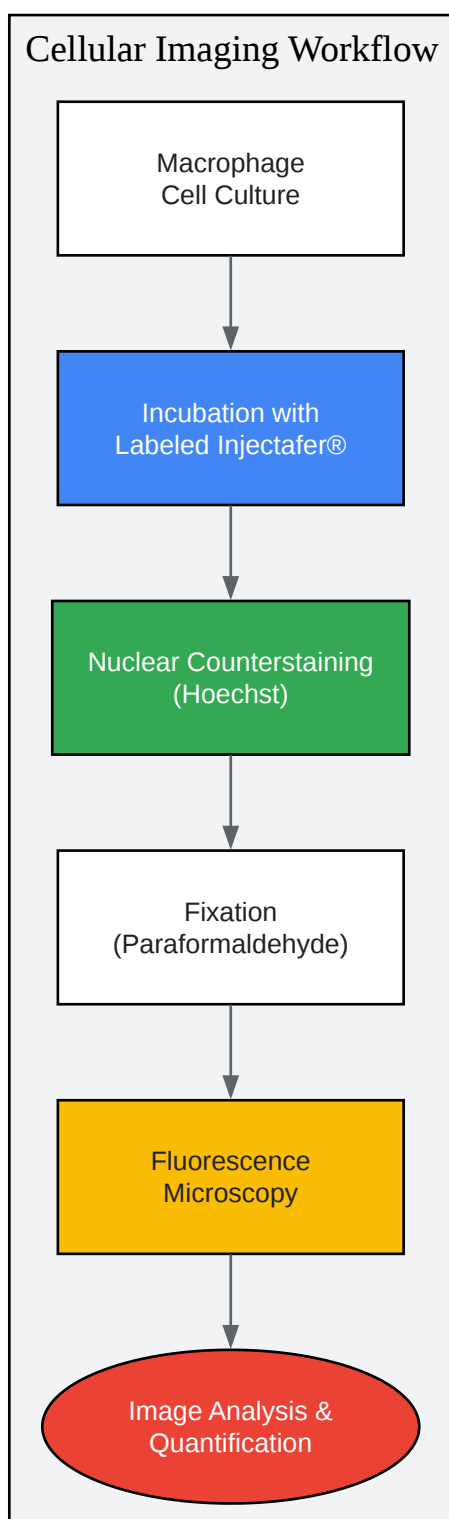 Cellular Imaging Workflow
Macrophage
Cell Culture
Incubation with
Labeled Injectafer®
Nuclear Counterstaining
(Hoechst)
Fixation
(Paraformaldehyde)
Fluorescence
Microscopy
Image Analysis &
Quantification